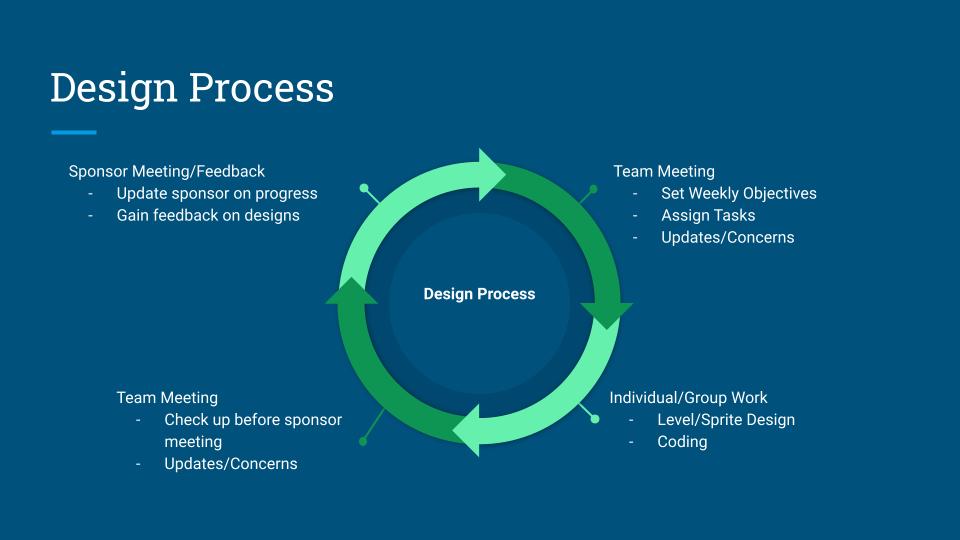 Design Process
Sponsor Meeting/Feedback
- Update sponsor on progress
- Gain feedback on designs
Team Meeting
- Set Weekly Objectives
- Assign Tasks
- Updates/Concerns
Design Process
Team Meeting
- Check up before sponsor
meeting
- Updates/Concerns
Individual/Group Work
- Level/Sprite Design
- Coding